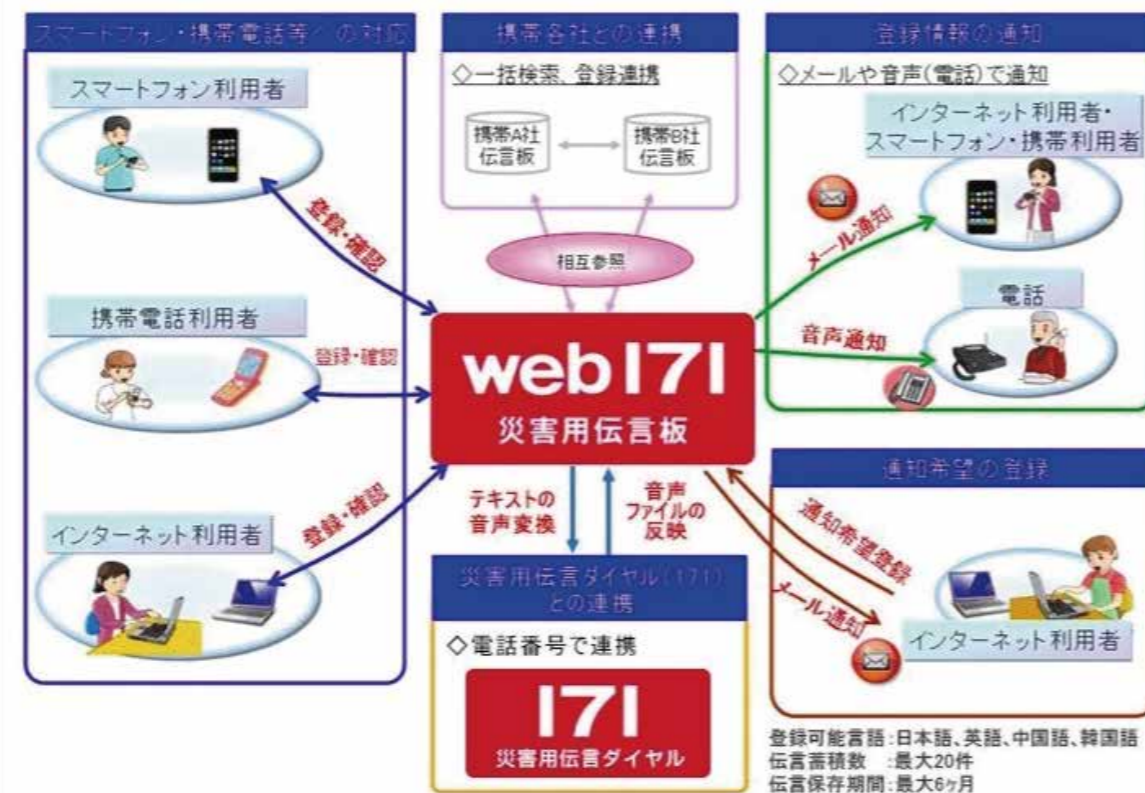 スマートフォン・携帯電話等への対応
スマートフォン利用者
登録・確認
携帯電話利用者
登録・確認
インターネット利用者
登録・確認
携帯各社との連携
◇一括検索、登録連携
携帯A社
伝言板
携帯B社
伝言板
相互参照
web171
災害用伝言板
テキストの
音声変換
音声
ファイルの
反映
災害用伝言ダイヤル(171)
との連携
◇電話番号で連携
171
災害用伝言ダイヤル
登録情報の通知
◇メールや音声(電話)で通知
インターネット利用者・
スマートフォン・携帯利用者
メール通知
電話
音声通知
通知希望の登録
通知希望登録
メール通知
インターネット利用者
登録可能言語:日本語、英語、中国語、韓国語
伝言蓄積数 :最大20件
伝言保存期間:最大6ヶ月